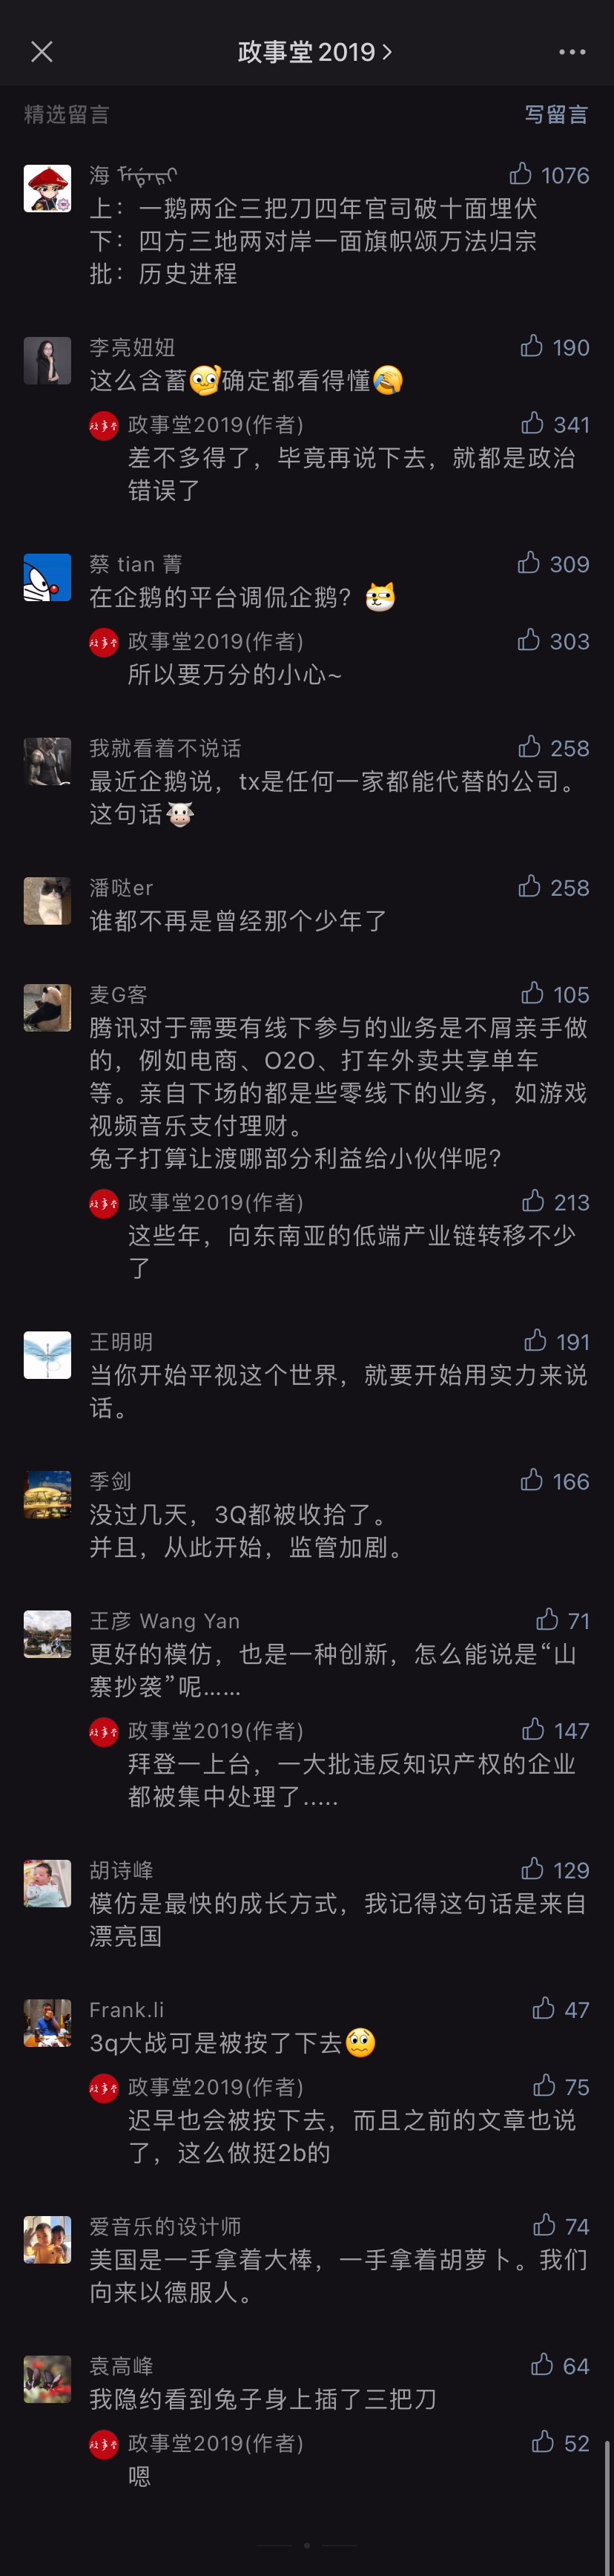 政事堂2019
精选留言
写留言
海
1076
上：一鹅两企三把刀四年官司破十面埋伏
下：四方三地两对岸一面旗帜颂万法归宗
批：历史进程
李亮妞妞
190
这么含蓄🧐确定都看得懂🤣
政事堂2019(作者)
341
差不多得了，毕竟再说下去，就都是政治
错误了
蔡 tian 菁
309
在企鹅的平台调侃企鹅？
政事堂2019(作者)
303
所以要万分的小心~
我就看着不说话
258
最近企鹅说，tx是任何一家都能代替的公司。
这句话🐮
潘哒er
258
谁都不再是曾经那个少年了
麦G客
105
腾讯对于需要有线下参与的业务是不屑亲手做
的，例如电商、O2O、打车外卖共享单车
等。亲自下场的都是些零线下的业务，如游戏
视频音乐支付理财。
兔子打算让渡哪部分利益给小伙伴呢？
政事堂2019(作者)
213
这些年，向东南亚的低端产业链转移不少
了
王明明
191
当你开始平视这个世界，就要开始用实力来说
话。
季剑
166
没过几天，3Q都被收拾了。
并且，从此开始，监管加剧。
王彦 Wang Yan
71
更好的模仿，也是一种创新，怎么能说是“山
寨抄袭”呢……
政事堂2019(作者)
147
拜登一上台，一大批违反知识产权的企业
都被集中处理了.....
胡诗峰
129
模仿是最快的成长方式，我记得这句话是来自
漂亮国
Frank.li
47
3q大战可是被按了下去🥴
政事堂2019(作者)
75
迟早也会被按下去，而且之前的文章也说
了，这么做挺2b的
爱音乐的设计师
74
美国是一手拿着大棒，一手拿着胡萝卜。我们
向来以德服人。
袁高峰
64
我隐约看到兔子身上插了三把刀
政事堂2019(作者)
52
嗯